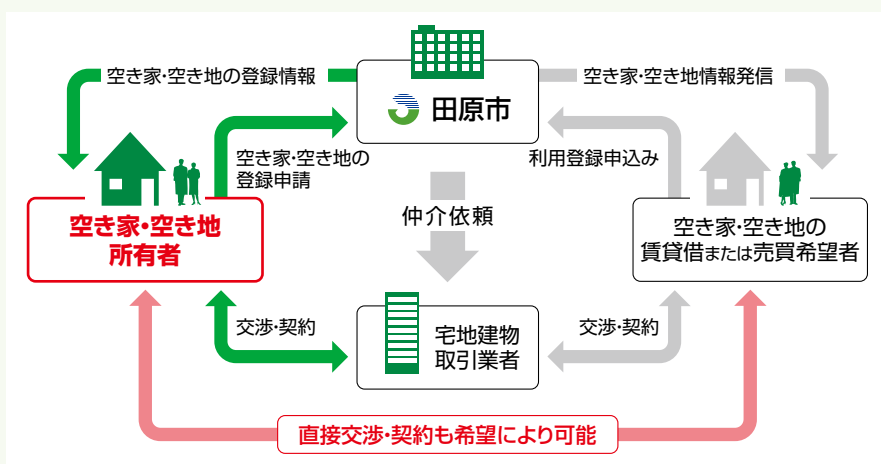 空き家・空き地の登録情報
田原市
空き家・空き地情報発信
空き家・空き地の
登録申請
利用登録申込み
空き家・空き地
所有者
仲介依頼
空き家・空き地の
賃貸借または売買希望者
交渉・契約
宅地建物
取引業者
交渉・契約
直接交渉・契約も希望により可能